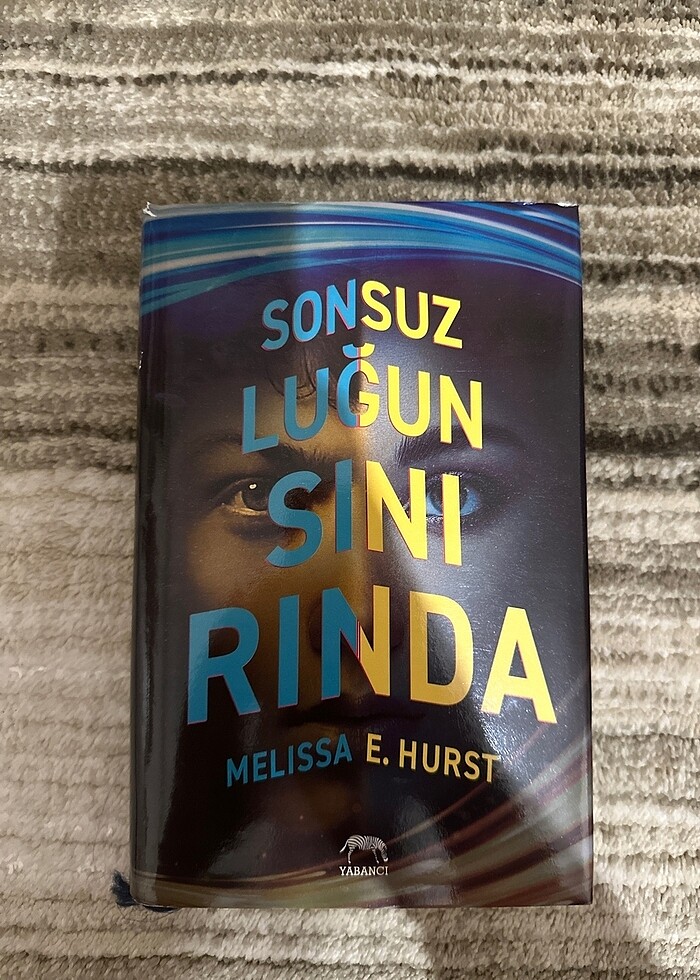 SONSUZ
LUĞUN
SINI
RINDA
MELISSA E. HURST
YABANCI